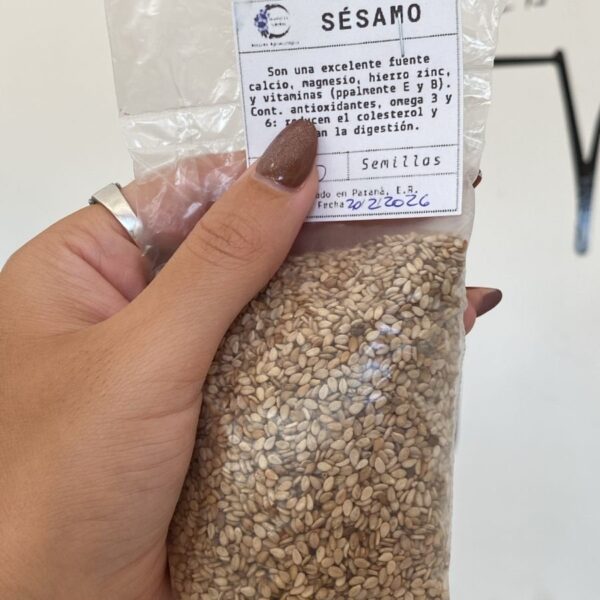 SÉSAMO
Son una excelente fuente
calcio, magnesio, hierro zinc,
y vitaminas (ppalmente E y B).
Cont. antioxidantes, omega 3 y
6: reducen el colesterol y
la digestión.
Semillas
en Paraná, E.R.
Fecha 20/2/2026